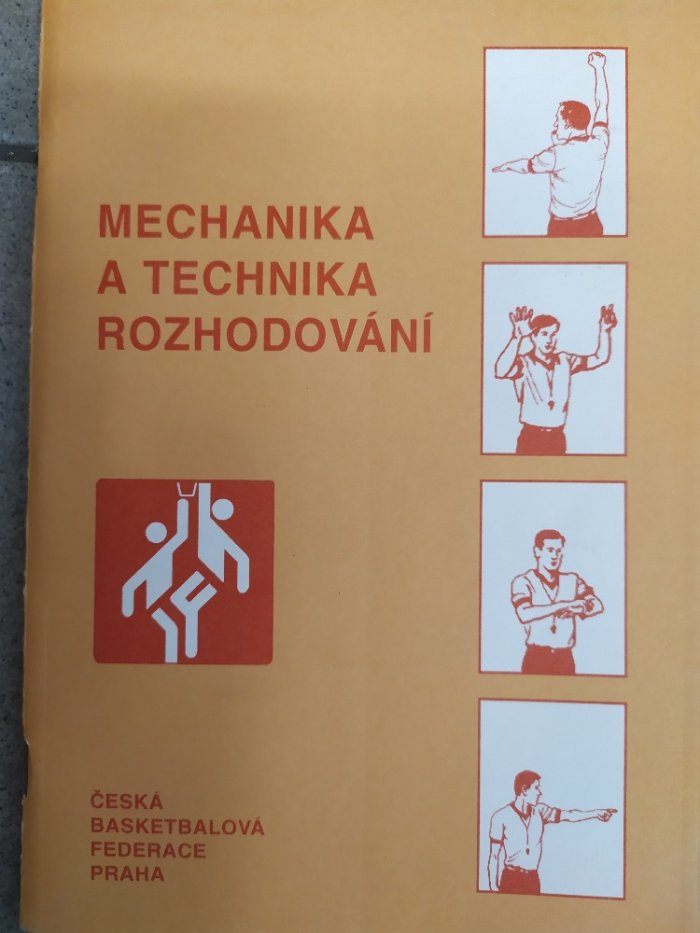 MECHANIKA
A TECHNIKA
ROZHODOVÁNÍ
ČESKÁ
BASKETBALOVÁ
FEDERACE
PRAHA